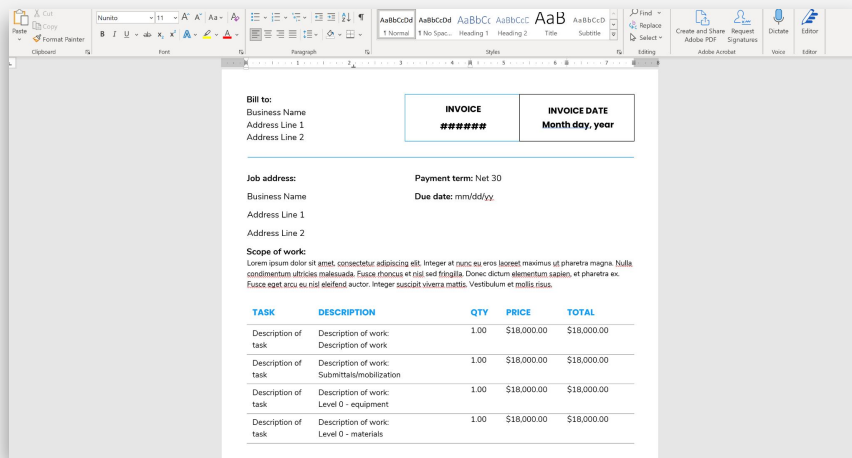 Cut
Copy
Format Painter
Paste
Clipboard
Nunito
11
Font
Paragraph
AaBbCcDd AaBbCcDd AaBbCc AaBbCcC AaB AaBbCcD
1 Normal 1 No Spac... Heading 1 Heading 2 Title Subtitle
Styles
Find
Replace
Select
Editing
Create and Share Adobe PDF
Request Signatures
Adobe Acrobat
Dictate
Voice
Editor
Editor
Bill to:
Business Name
Address Line 1
Address Line 2
INVOICE
######
INVOICE DATE
Month day, year
Job address:
Business Name
Address Line 1
Address Line 2
Payment term: Net 30
Due date: mm/dd/yy
Scope of work:
Lorem ipsum dolor sit amet, consectetur adipiscing elit. Integer at nunc eu eros laoreet maximus ut pharetra magna. Nulla
condimentum ultricies malesuada. Fusce rhoncus et nisl sed fringilla. Donec dictum elementum sapien, et pharetra ex.
Fusce eget arcu eu nisl eleifend auctor. Integer suscipit viverra mattis. Vestibulum et mollis risus.
TASK DESCRIPTION QTY PRICE TOTAL
Description of task Description of work: 1.00 $18,000.00 $18,000.00
Description of work
Description of task Description of work: 1.00 $18,000.00 $18,000.00
Submittals/mobilization
Description of task Description of work: 1.00 $18,000.00 $18,000.00
Level 0 - equipment
Description of task Description of work: 1.00 $18,000.00 $18,000.00
Level 0 - materials